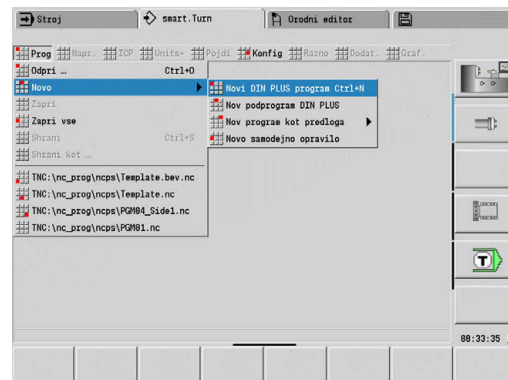 Stroj smart.Turn Orodni editor
Prog Napr. ICP Units» Pojdi Konfig Razno Dodat. Graf.
Odpri … Ctrl+O
Novo
Novi DIN PLUS program Ctrl+N
Zapri
Nov podprogram DIN PLUS
Zapri vse
Nov program kot predloga
Shrani Ctrl+S
Novo samodejno opravilo
Shrani kot …
TNC:\nc_prog\ncps\Template.bev.nc
TNC:\nc_prog\ncps\Template.nc
TNC:\nc_prog\ncps\PGM04_Side1.nc
TNC:\nc_prog\ncps\PGM01.nc
T
08:33:35